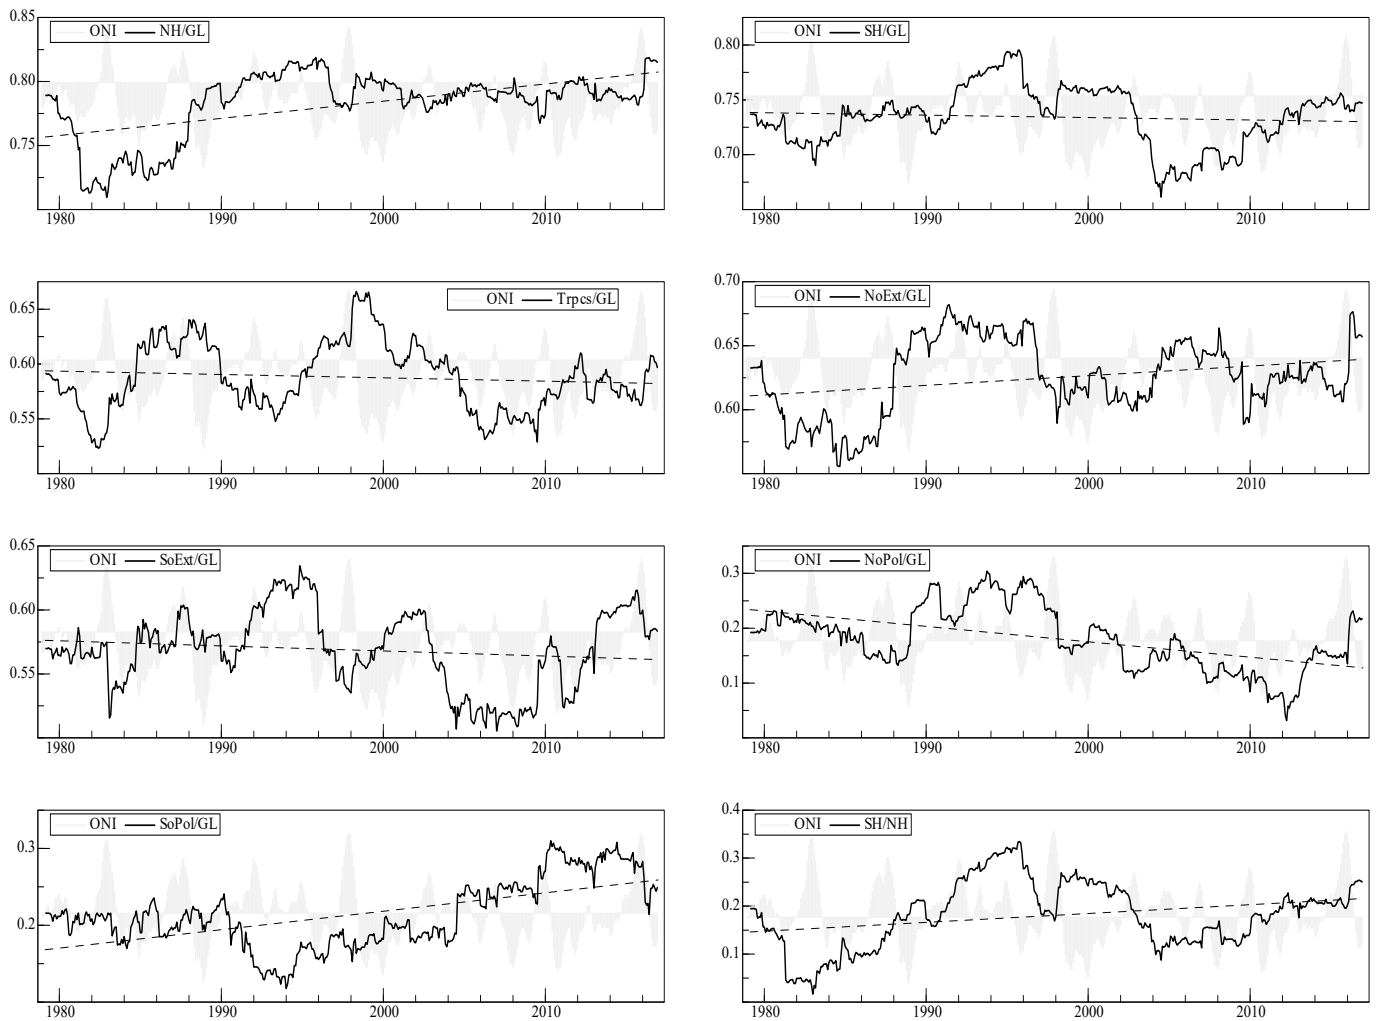 0.85
ONI NH/GL
0.80
0.75
1980 1990 2000 2010
ONI SH/GL
0.80
0.75
0.70
1980 1990 2000 2010
ONI Trpcs/GL
0.65
0.60
0.55
1980 1990 2000 2010
0.70
ONI NoExt/GL
0.65
0.60
1980 1990 2000 2010
0.65
ONI SoExt/GL
0.60
0.55
1980 1990 2000 2010
ONI NoPol/GL
0.3
0.2
0.1
1980 1990 2000 2010
ONI SoPol/GL
0.3
0.2
1980 1990 2000 2010
0.4
ONI SH/NH
0.3
0.2
0.1
1980 1990 2000 2010